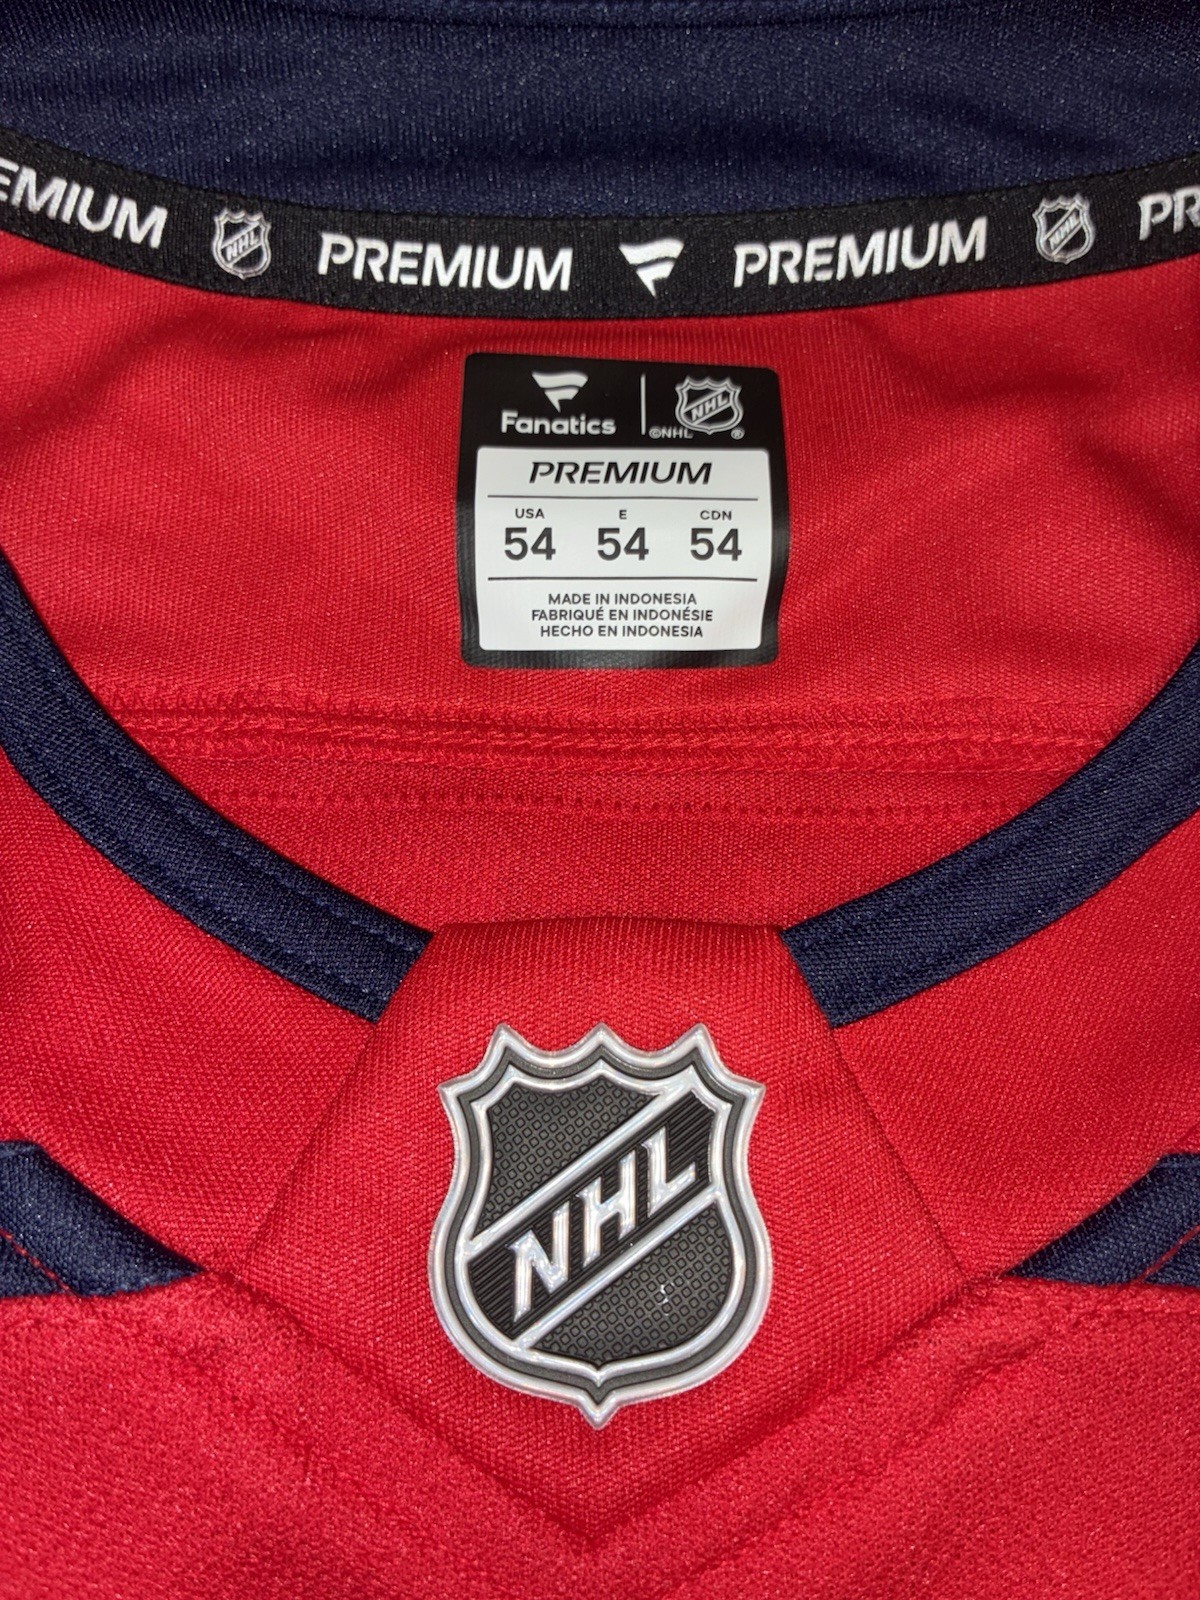 EMIUM NHL PREMIUM PREMIUM NHL PR
Fanatics ©NHL NHL ®
PREMIUM
USA E CDN
54 54 54
MADE IN INDONESIA
FABRIQUÉ EN INDONÉSIE
HECHO EN INDONESIA
NHL